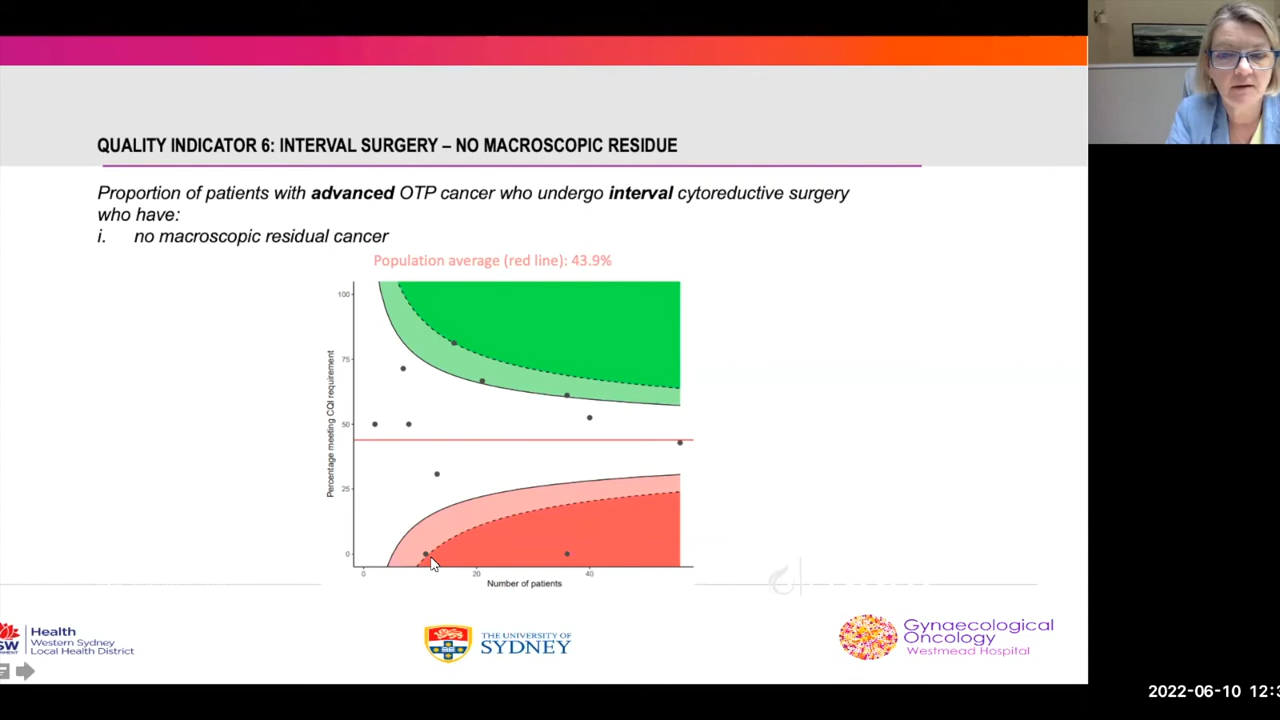 QUALITY INDICATOR 6: INTERVAL SURGERY – NO MACROSCOPIC RESIDUE
Proportion of patients with advanced OTP cancer who undergo interval cytoreductive surgery
who have:
i. no macroscopic residual cancer
Population average (red line): 43.9%
100
75
50
25
0
Percentage meeting CQI requirement
0 20 40
Number of patients
Health
Western Sydney
Local Health District
THE UNIVERSITY OF
SYDNEY
Gynaecological
Oncology
Westmead Hospital
2022-06-10 12:3